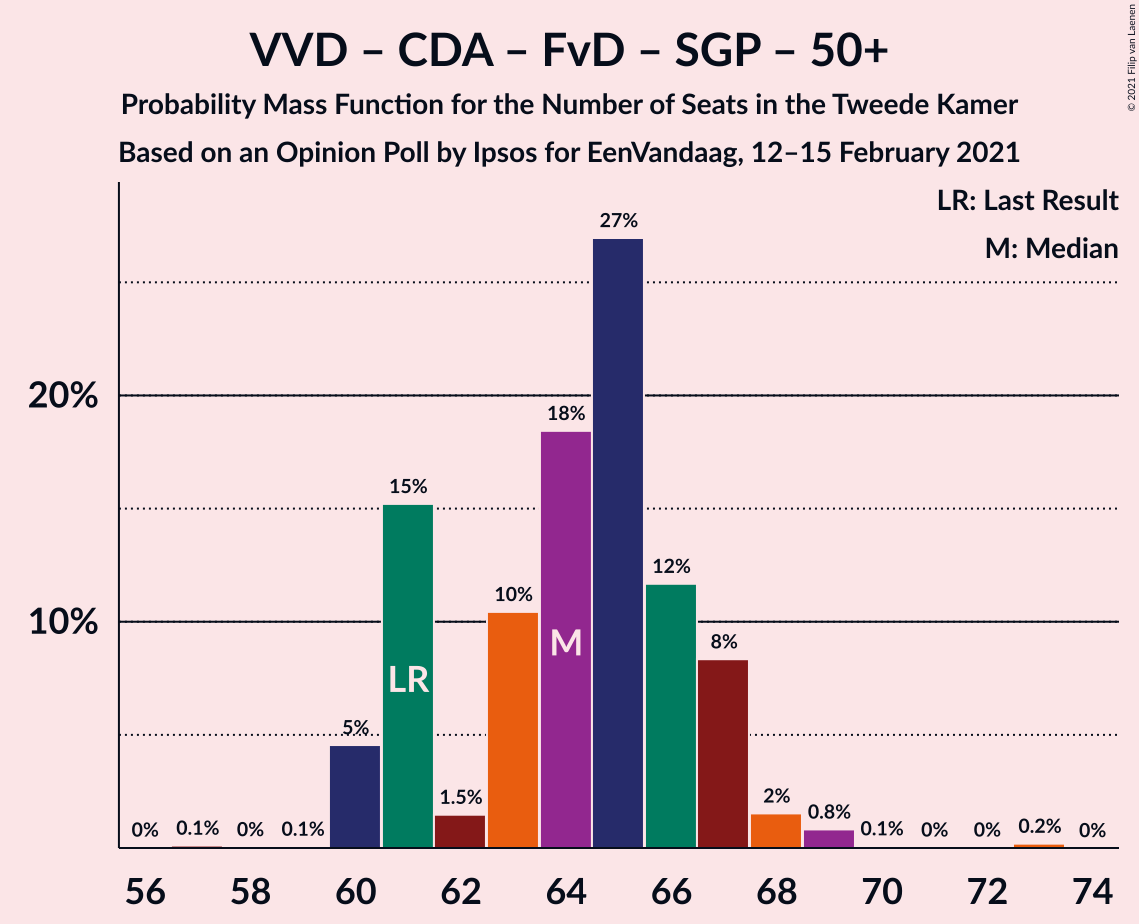 VVD – CDA – FvD – SGP – 50+
Probability Mass Function for the Number of Seats in the Tweede Kamer
Based on an Opinion Poll by Ipsos for EenVandaag, 12–15 February 2021
© 2021 Filip van Laenen
LR: Last Result
M: Median
20%
10%
0%
0.1%
0%
0.1%
5%
15%
1.5%
10%
18%
27%
12%
8%
2%
0.8%
0.1%
0%
0%
0.2%
0%
LR
M
56 58 60 62 64 66 68 70 72 74